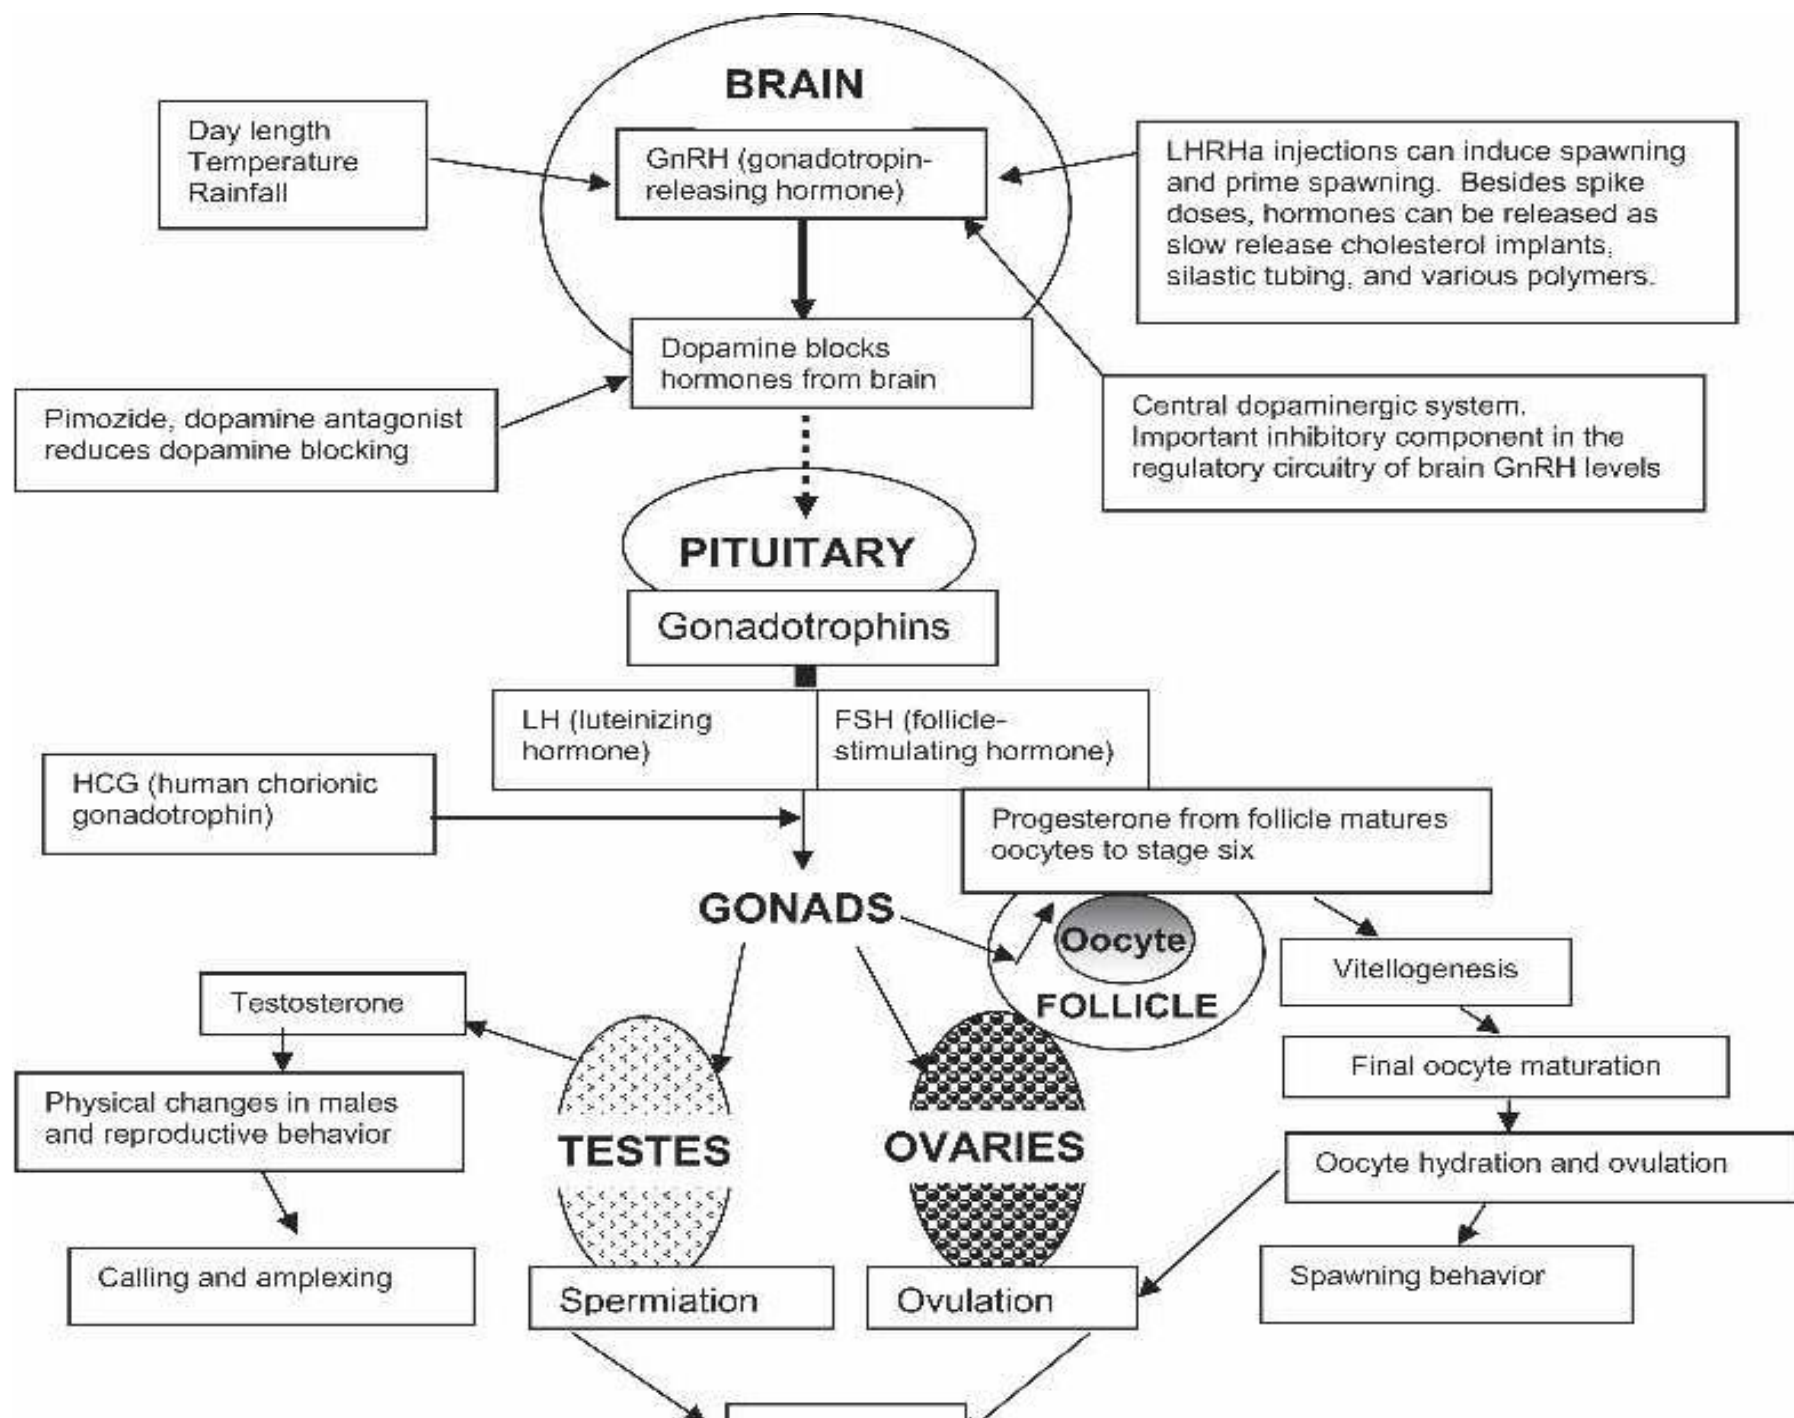 BRAIN
Day length
Temperature
Rainfall
GnRH (gonadotropin-
releasing hormone)
LHRHa injections can induce spawning
and prime spawning. Besides spike
doses, hormones can be released as
slow release cholesterol implants,
silastic tubing, and various polymers.
Dopamine blocks
hormones from brain
Pimozide, dopamine antagonist
reduces dopamine blocking
Central dopaminergic system.
Important inhibitory component in the
regulatory circuitry of brain GnRH levels
PITUITARY
Gonadotrophins
LH (luteinizing
hormone)
FSH (follicle-
stimulating hormone)
HCG (human chorionic
gonadotrophin)
Progesterone from follicle matures
oocytes to stage six
GONADS
Oocyte
FOLLICLE
Vitellogenesis
Testosterone
Final oocyte maturation
Physical changes in males
and reproductive behavior
TESTES
OVARIES
Oocyte hydration and ovulation
Calling and amplexing
Spermiation
Ovulation
Spawning behavior